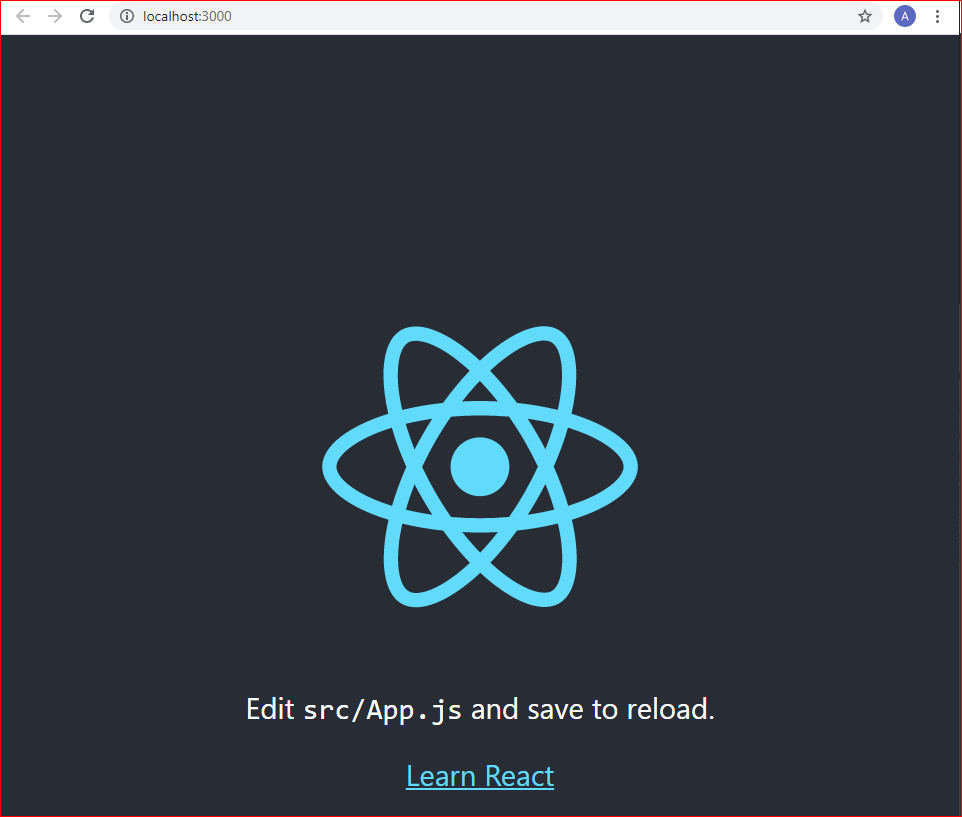 localhost:3000
A
Edit src/App.js and save to reload.
Learn React